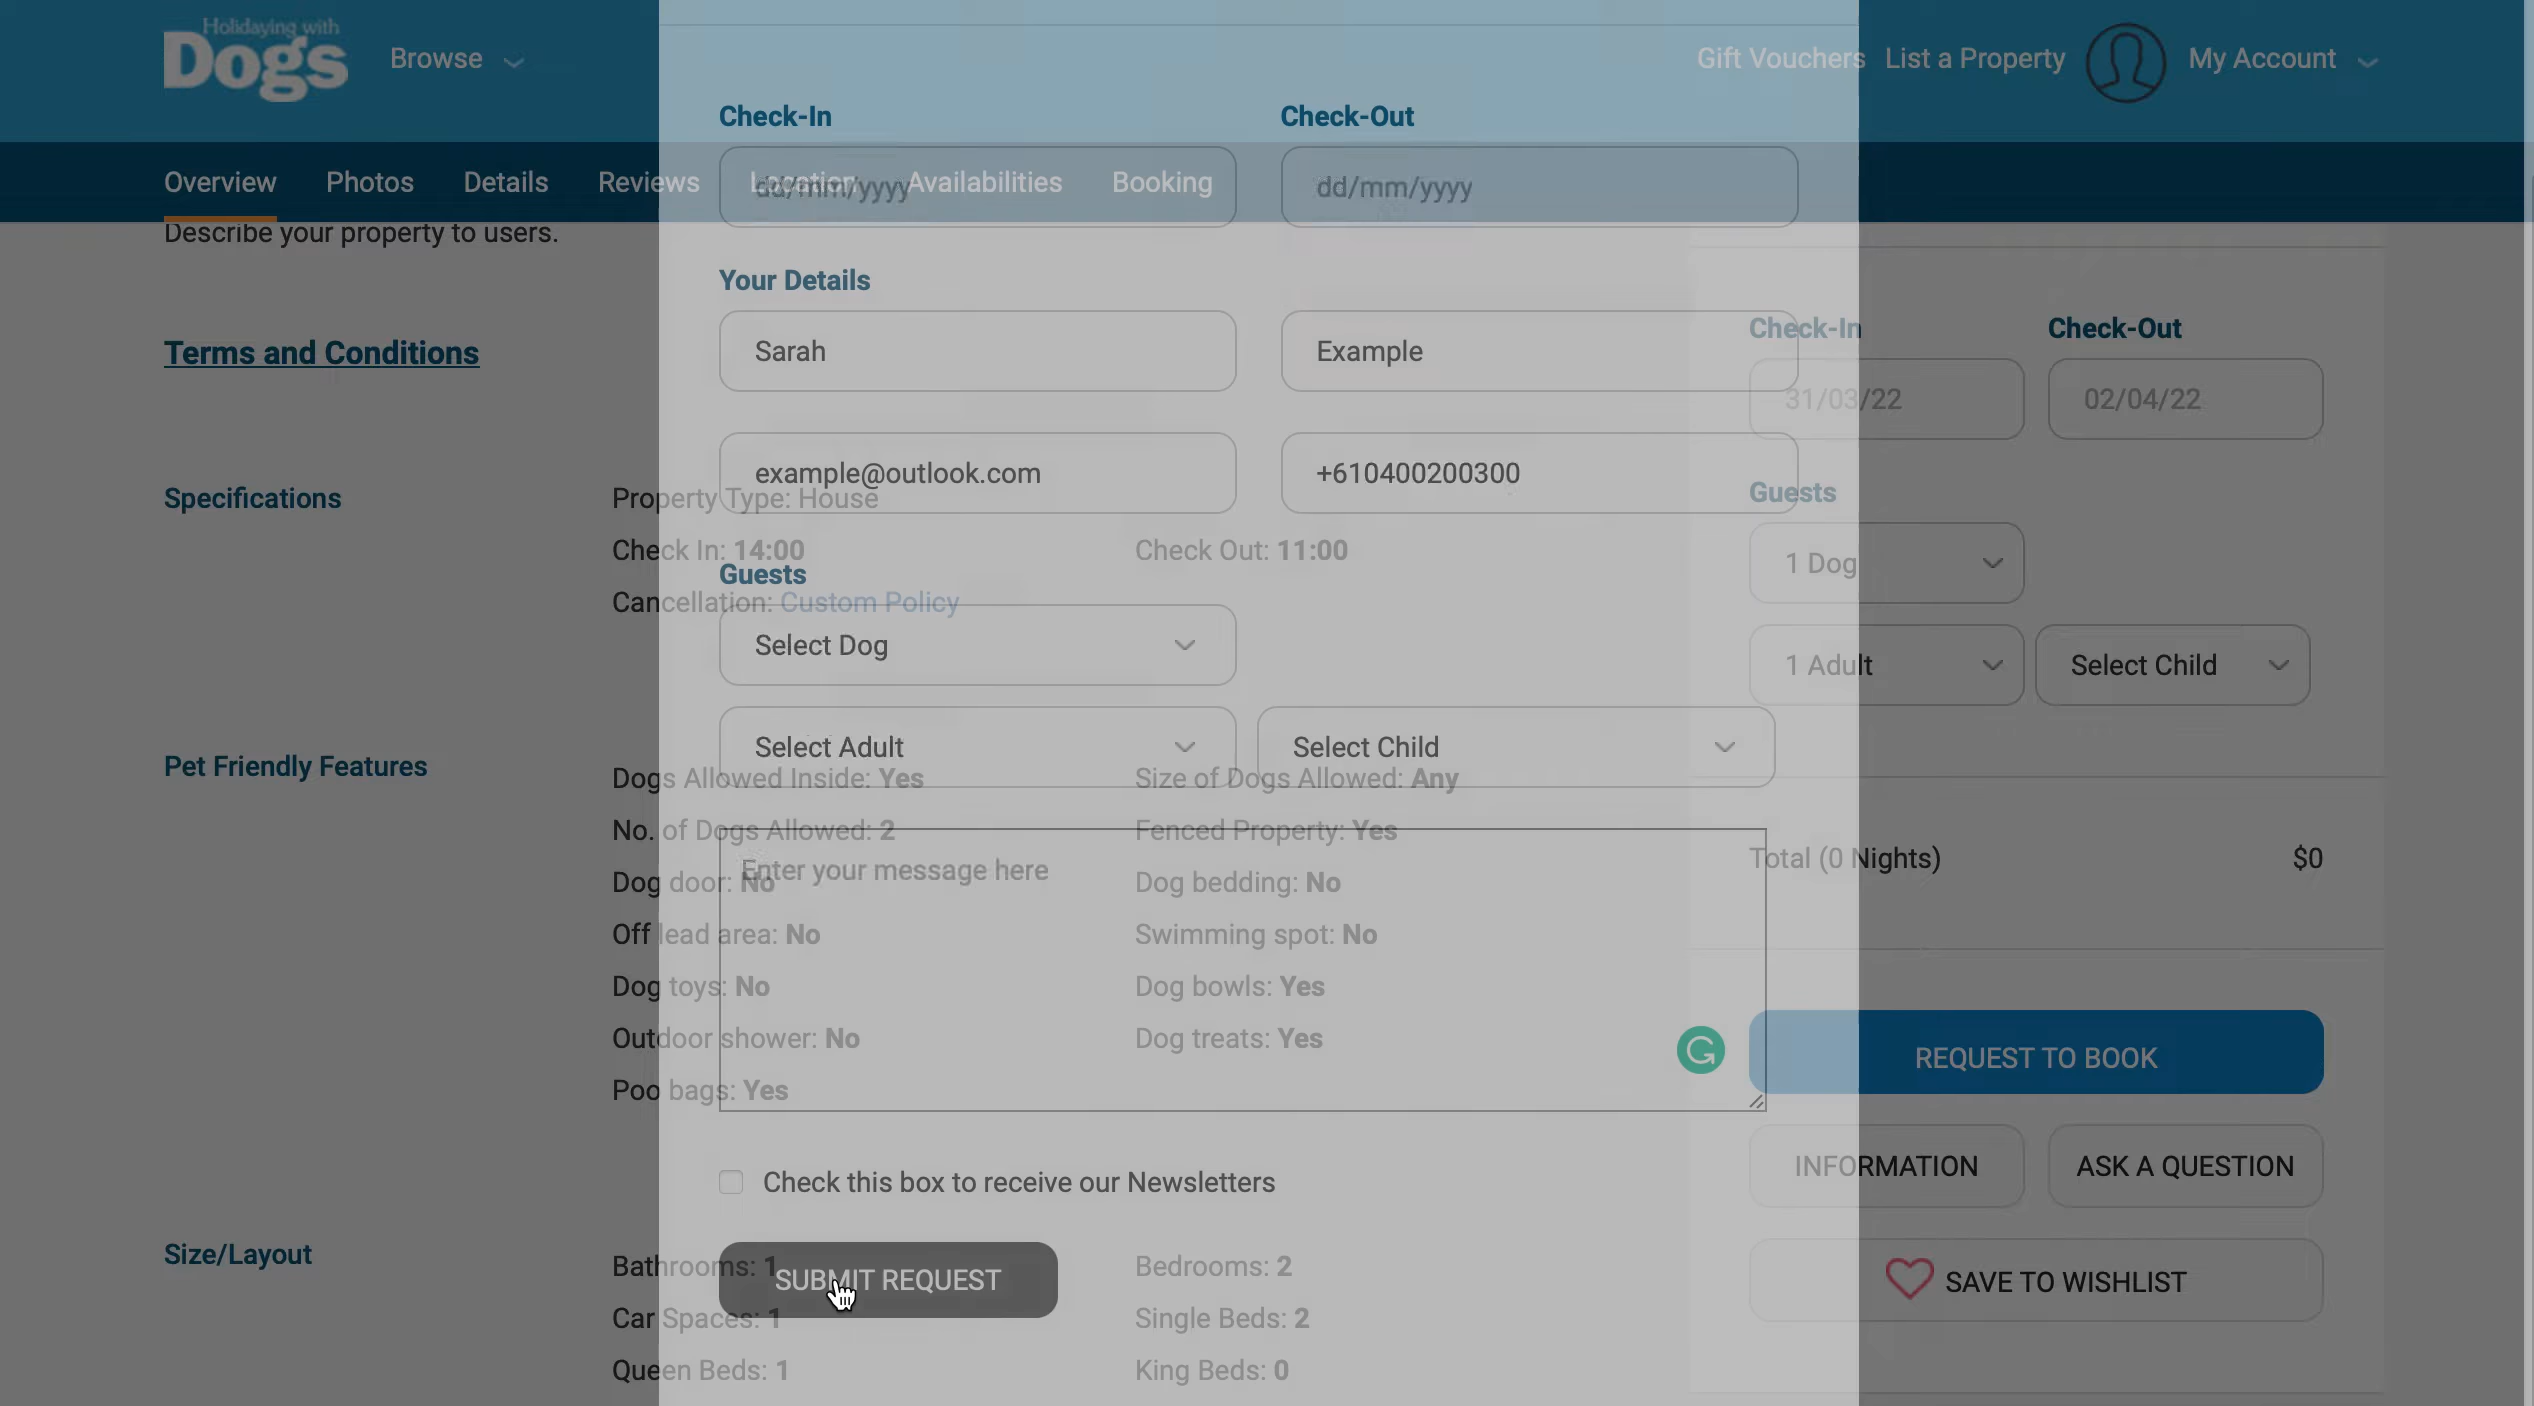 Holidaying with
Dogs
Browse
Gift Vouchers
List a Property
My Account
Overview
Photos
Details
Reviews
Location
Availabilities
Booking
Describe your property to users.
Terms and Conditions
Specifications
Property Type: House
Check In: 14:00
Check Out: 11:00
Cancellation: Custom Policy
Pet Friendly Features
Dogs Allowed Inside: Yes
Size of Dogs Allowed: Any
No. of Dogs Allowed: 2
Fenced Property: Yes
Dog door: No
Dog bedding: No
Off lead area: No
Swimming spot: No
Dog toys: No
Dog bowls: Yes
Outdoor shower: No
Dog treats: Yes
Poo bags: Yes
Size/Layout
Bathrooms: 1
Bedrooms: 2
Car Spaces: 1
Single Beds: 2
Queen Beds: 1
King Beds: 0
Check-In
Check-Out
dd/mm/yyyy
dd/mm/yyyy
Your Details
Sarah
Example
example@outlook.com
+610400200300
Guests
Select Dog
Select Adult
Select Child
Enter your message here
G
Check this box to receive our Newsletters
SUBMIT REQUEST
Check-In
Check-Out
31/03/22
02/04/22
Guests
1 Dog
1 Adult
Select Child
Total (0 Nights)
$0
REQUEST TO BOOK
INFORMATION
ASK A QUESTION
SAVE TO WISHLIST